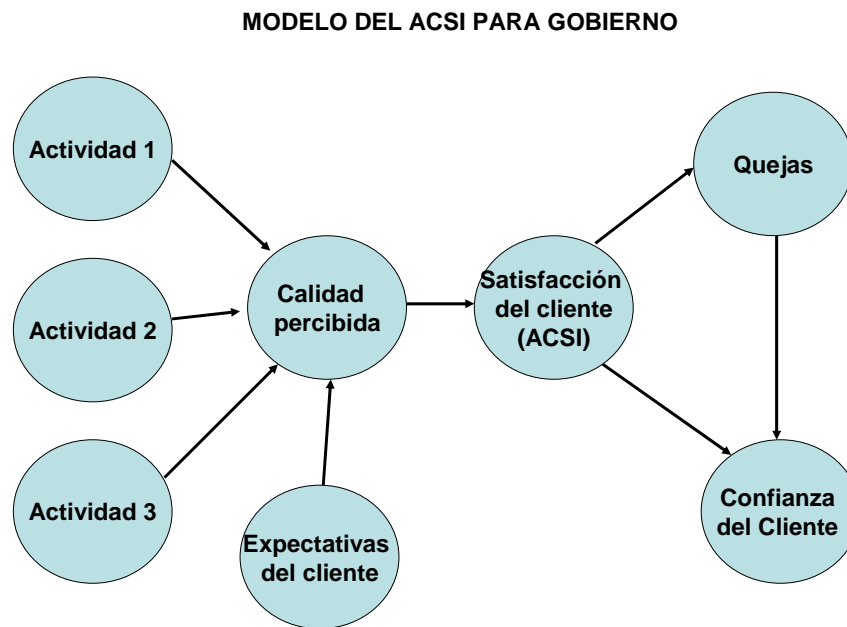 MODELO DEL ACSI PARA GOBIERNO
Actividad 1
Actividad 2
Actividad 3
Calidad
percibida
Expectativas
del cliente
Satisfacción
del cliente
(ACSI)
Quejas
Confianza
del Cliente